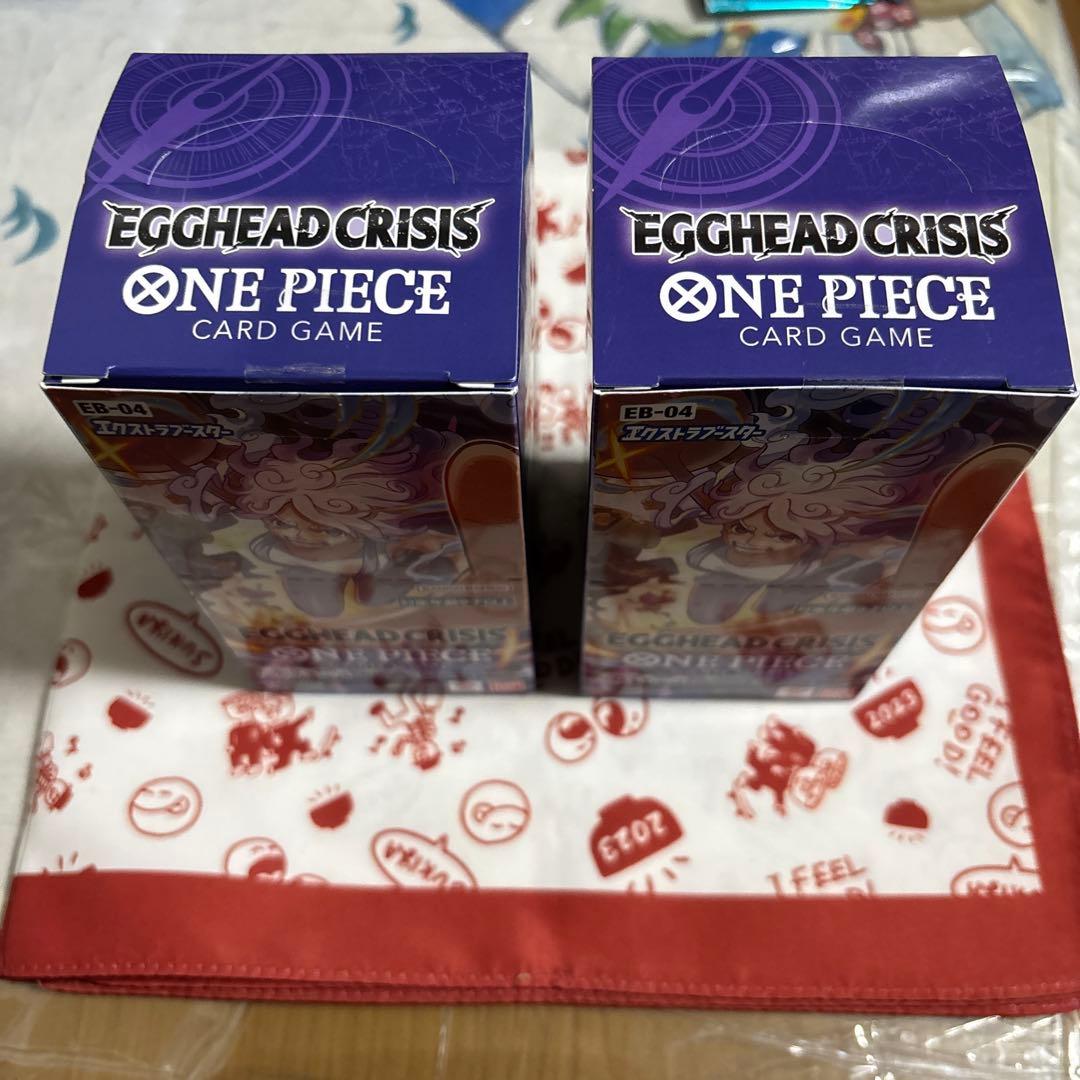 EGGHEAD CRISIS
ONE PIECE
CARD GAME
EGGHEAD CRISIS
ONE PIECE
CARD GAME
EB-04
エクストラブースター
EGGHEAD CRISIS
ONE PIECE
EB-04
エクストラブースター
EGGHEAD CRISIS
ONE PIECE
2023
I FEEL
GOOD!
2023
I FEEL